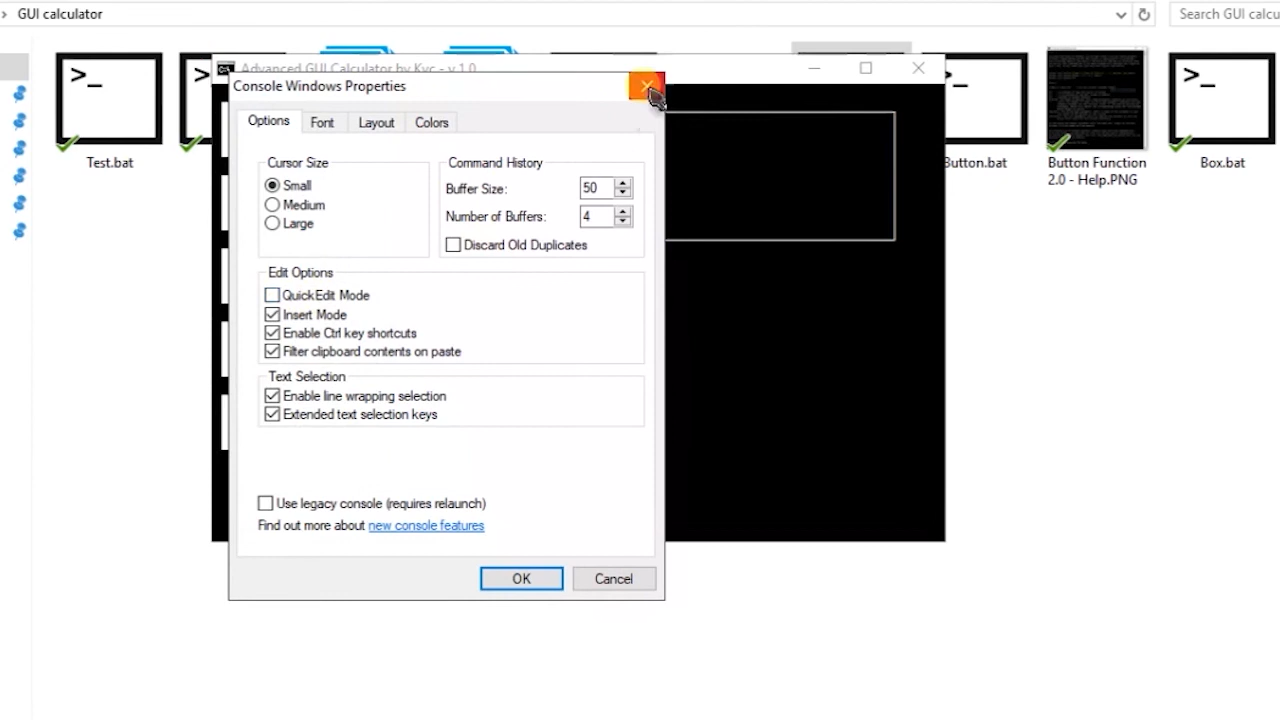 GUI calculator
Search GUI calcu
Advanced GUI Calculator by Kvc - v 1.0
Console Windows Properties
Options Font Layout Colors
Cursor Size
Small
Medium
Large
Command History
Buffer Size: 50
Number of Buffers: 4
Discard Old Duplicates
Edit Options
QuickEdit Mode
Insert Mode
Enable Ctrl key shortcuts
Filter clipboard contents on paste
Text Selection
Enable line wrapping selection
Extended text selection keys
Use legacy console (requires relaunch)
Find out more about new console features
OK Cancel
Test.bat
Button.bat
Button Function
2.0 - Help.PNG
Box.bat